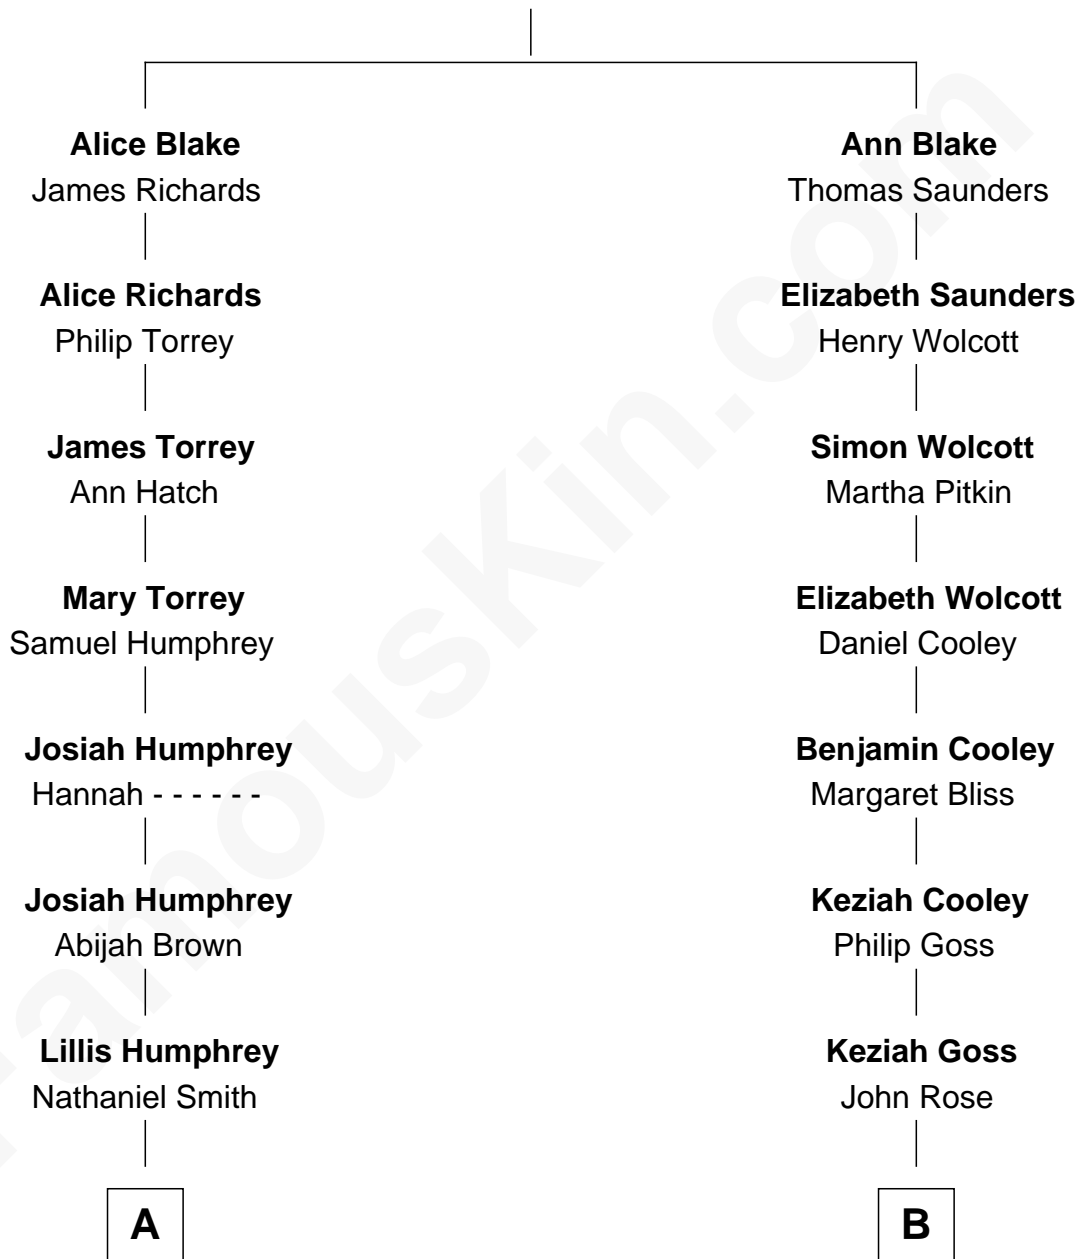 Alice Blake
James Richards
Alice Richards
Philip Torrey
James Torrey
Ann Hatch
Mary Torrey
Samuel Humphrey
Josiah Humphrey
Hannah - - - - - -
Josiah Humphrey
Abijah Brown
Lillis Humphrey
Nathaniel Smith
A
Ann Blake
Thomas Saunders
Elizabeth Saunders
Henry Wolcott
Simon Wolcott
Martha Pitkin
Elizabeth Wolcott
Daniel Cooley
Benjamin Cooley
Margaret Bliss
Keziah Cooley
Philip Goss
Keziah Goss
John Rose
B
FamousKin.com